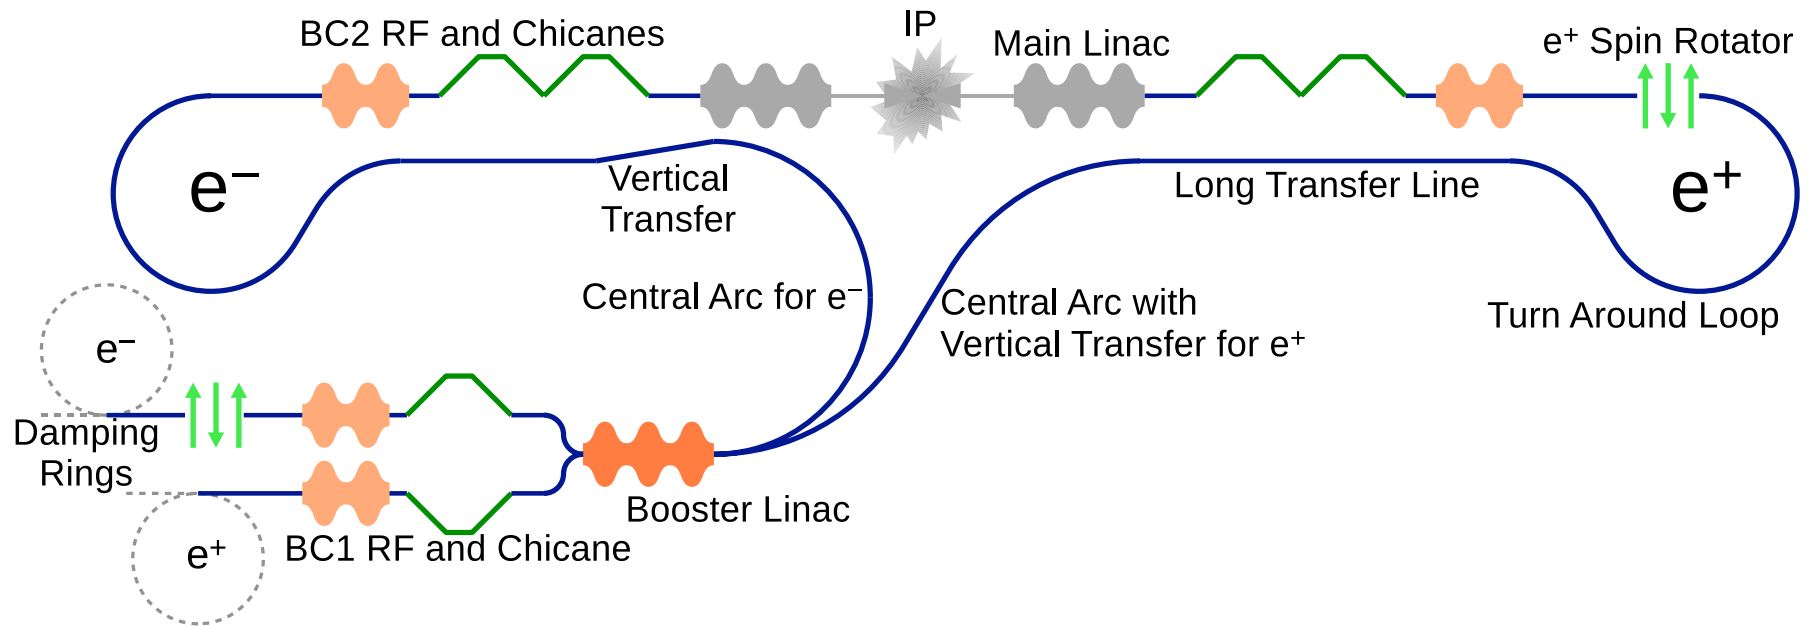 IP
BC2 RF and Chicanes
Main Linac
e⁺ Spin Rotator
e⁻
Vertical
Transfer
Long Transfer Line
e⁺
Central Arc for e⁻
Central Arc with
Vertical Transfer for e⁺
Turn Around Loop
e⁻
Damping
Rings
Booster Linac
e⁺
BC1 RF and Chicane